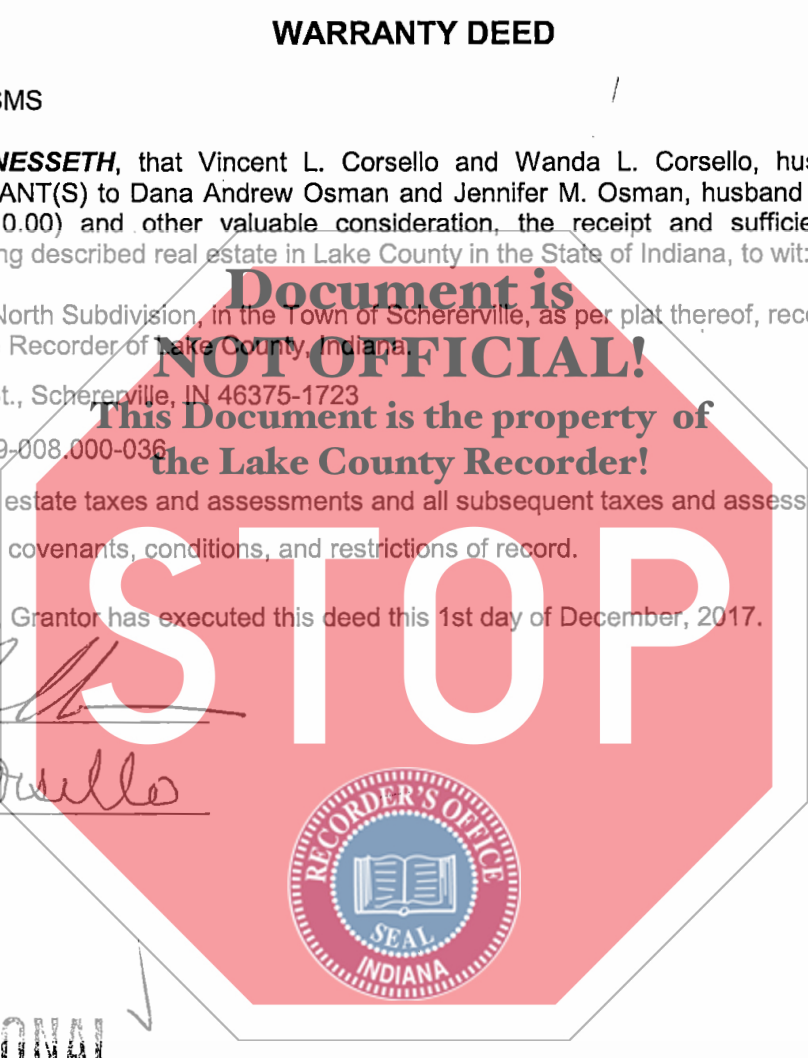 WARRANTY DEED
SMS
NESSETH, that Vincent L. Corsello and Wanda L. Corsello, hus
ANT(S) to Dana Andrew Osman and Jennifer M. Osman, husband
0.00) and other valuable consideration, the receipt and sufficie
ng described real estate in Lake County in the State of Indiana, to wit:
Document is
North Subdivision, in the Town of Schererville, as per plat thereof, reco
Recorder of Lake County, Indiana.
NOT OFFICIAL!
t., Schererville, IN 46375-1723
This Document is the property of
9-008.000-036
the Lake County Recorder!
estate taxes and assessments and all subsequent taxes and assess
covenants, conditions, and restrictions of record.
STOP
Grantor has executed this deed this 1st day of December, 2017.
orsello
RECORDER'S OFFICE
SEAL
INDIANA
ONAL